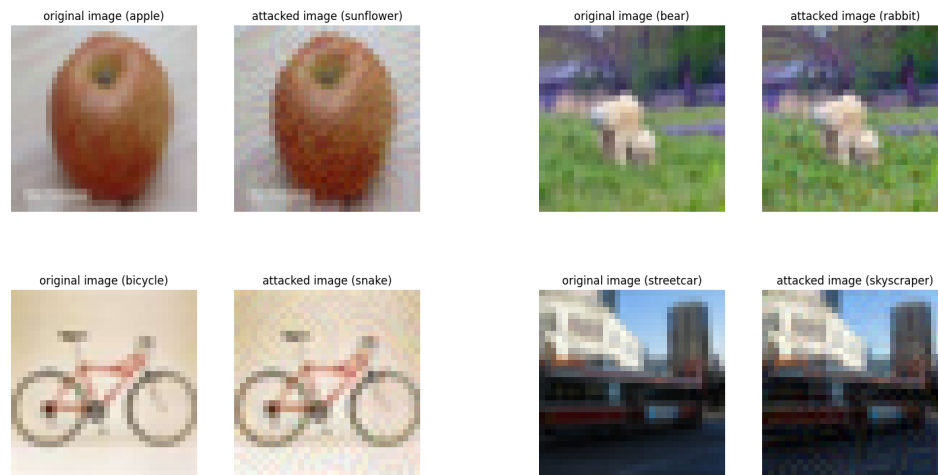 original image (apple)
attacked image (sunflower)
original image (bear)
attacked image (rabbit)
original image (bicycle)
attacked image (snake)
original image (streetcar)
attacked image (skyscraper)